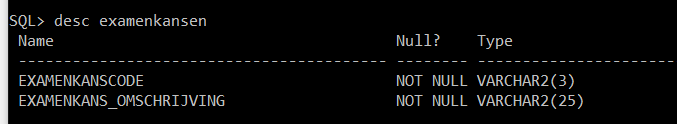 SQL> desc examenkansen
Name Null? Type
----------------------------------------- -------- ----------------------
EXAMENKANSCODE NOT NULL VARCHAR2(3)
EXAMENKANS_OMSCHRIJVING NOT NULL VARCHAR2(25)